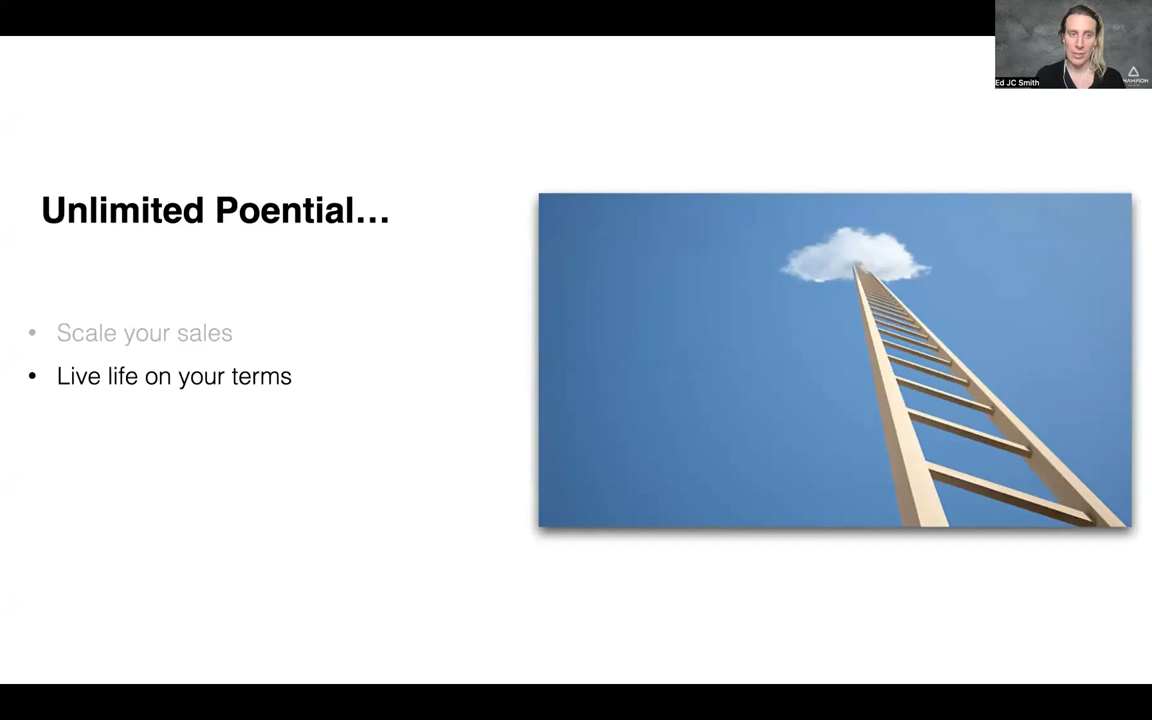 Ed JC Smith
Unlimited Poential...
• Scale your sales
• Live life on your terms